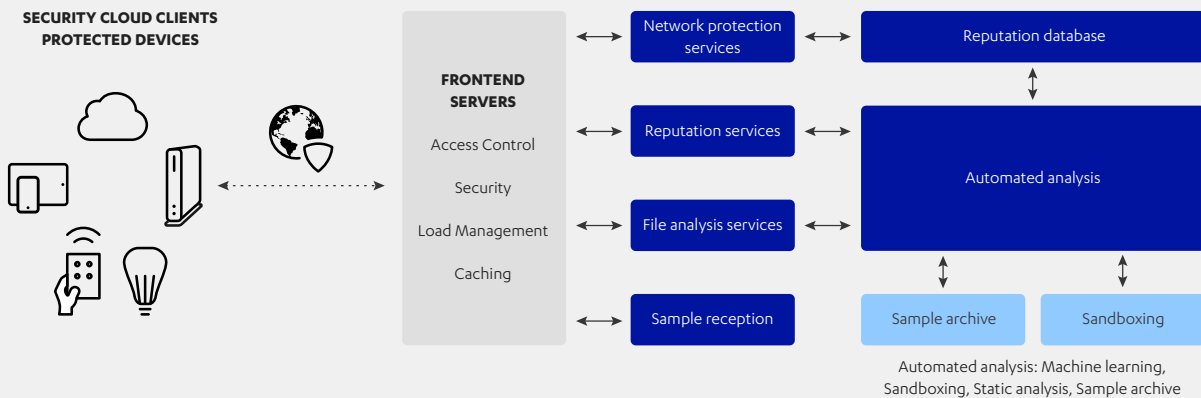 SECURITY CLOUD CLIENTS
PROTECTED DEVICES
FRONTEND
SERVERS
Access Control
Security
Load Management
Caching
Network protection
services
Reputation services
File analysis services
Sample reception
Reputation database
Automated analysis
Sample archive
Sandboxing
Automated analysis: Machine learning,
Sandboxing, Static analysis, Sample archive